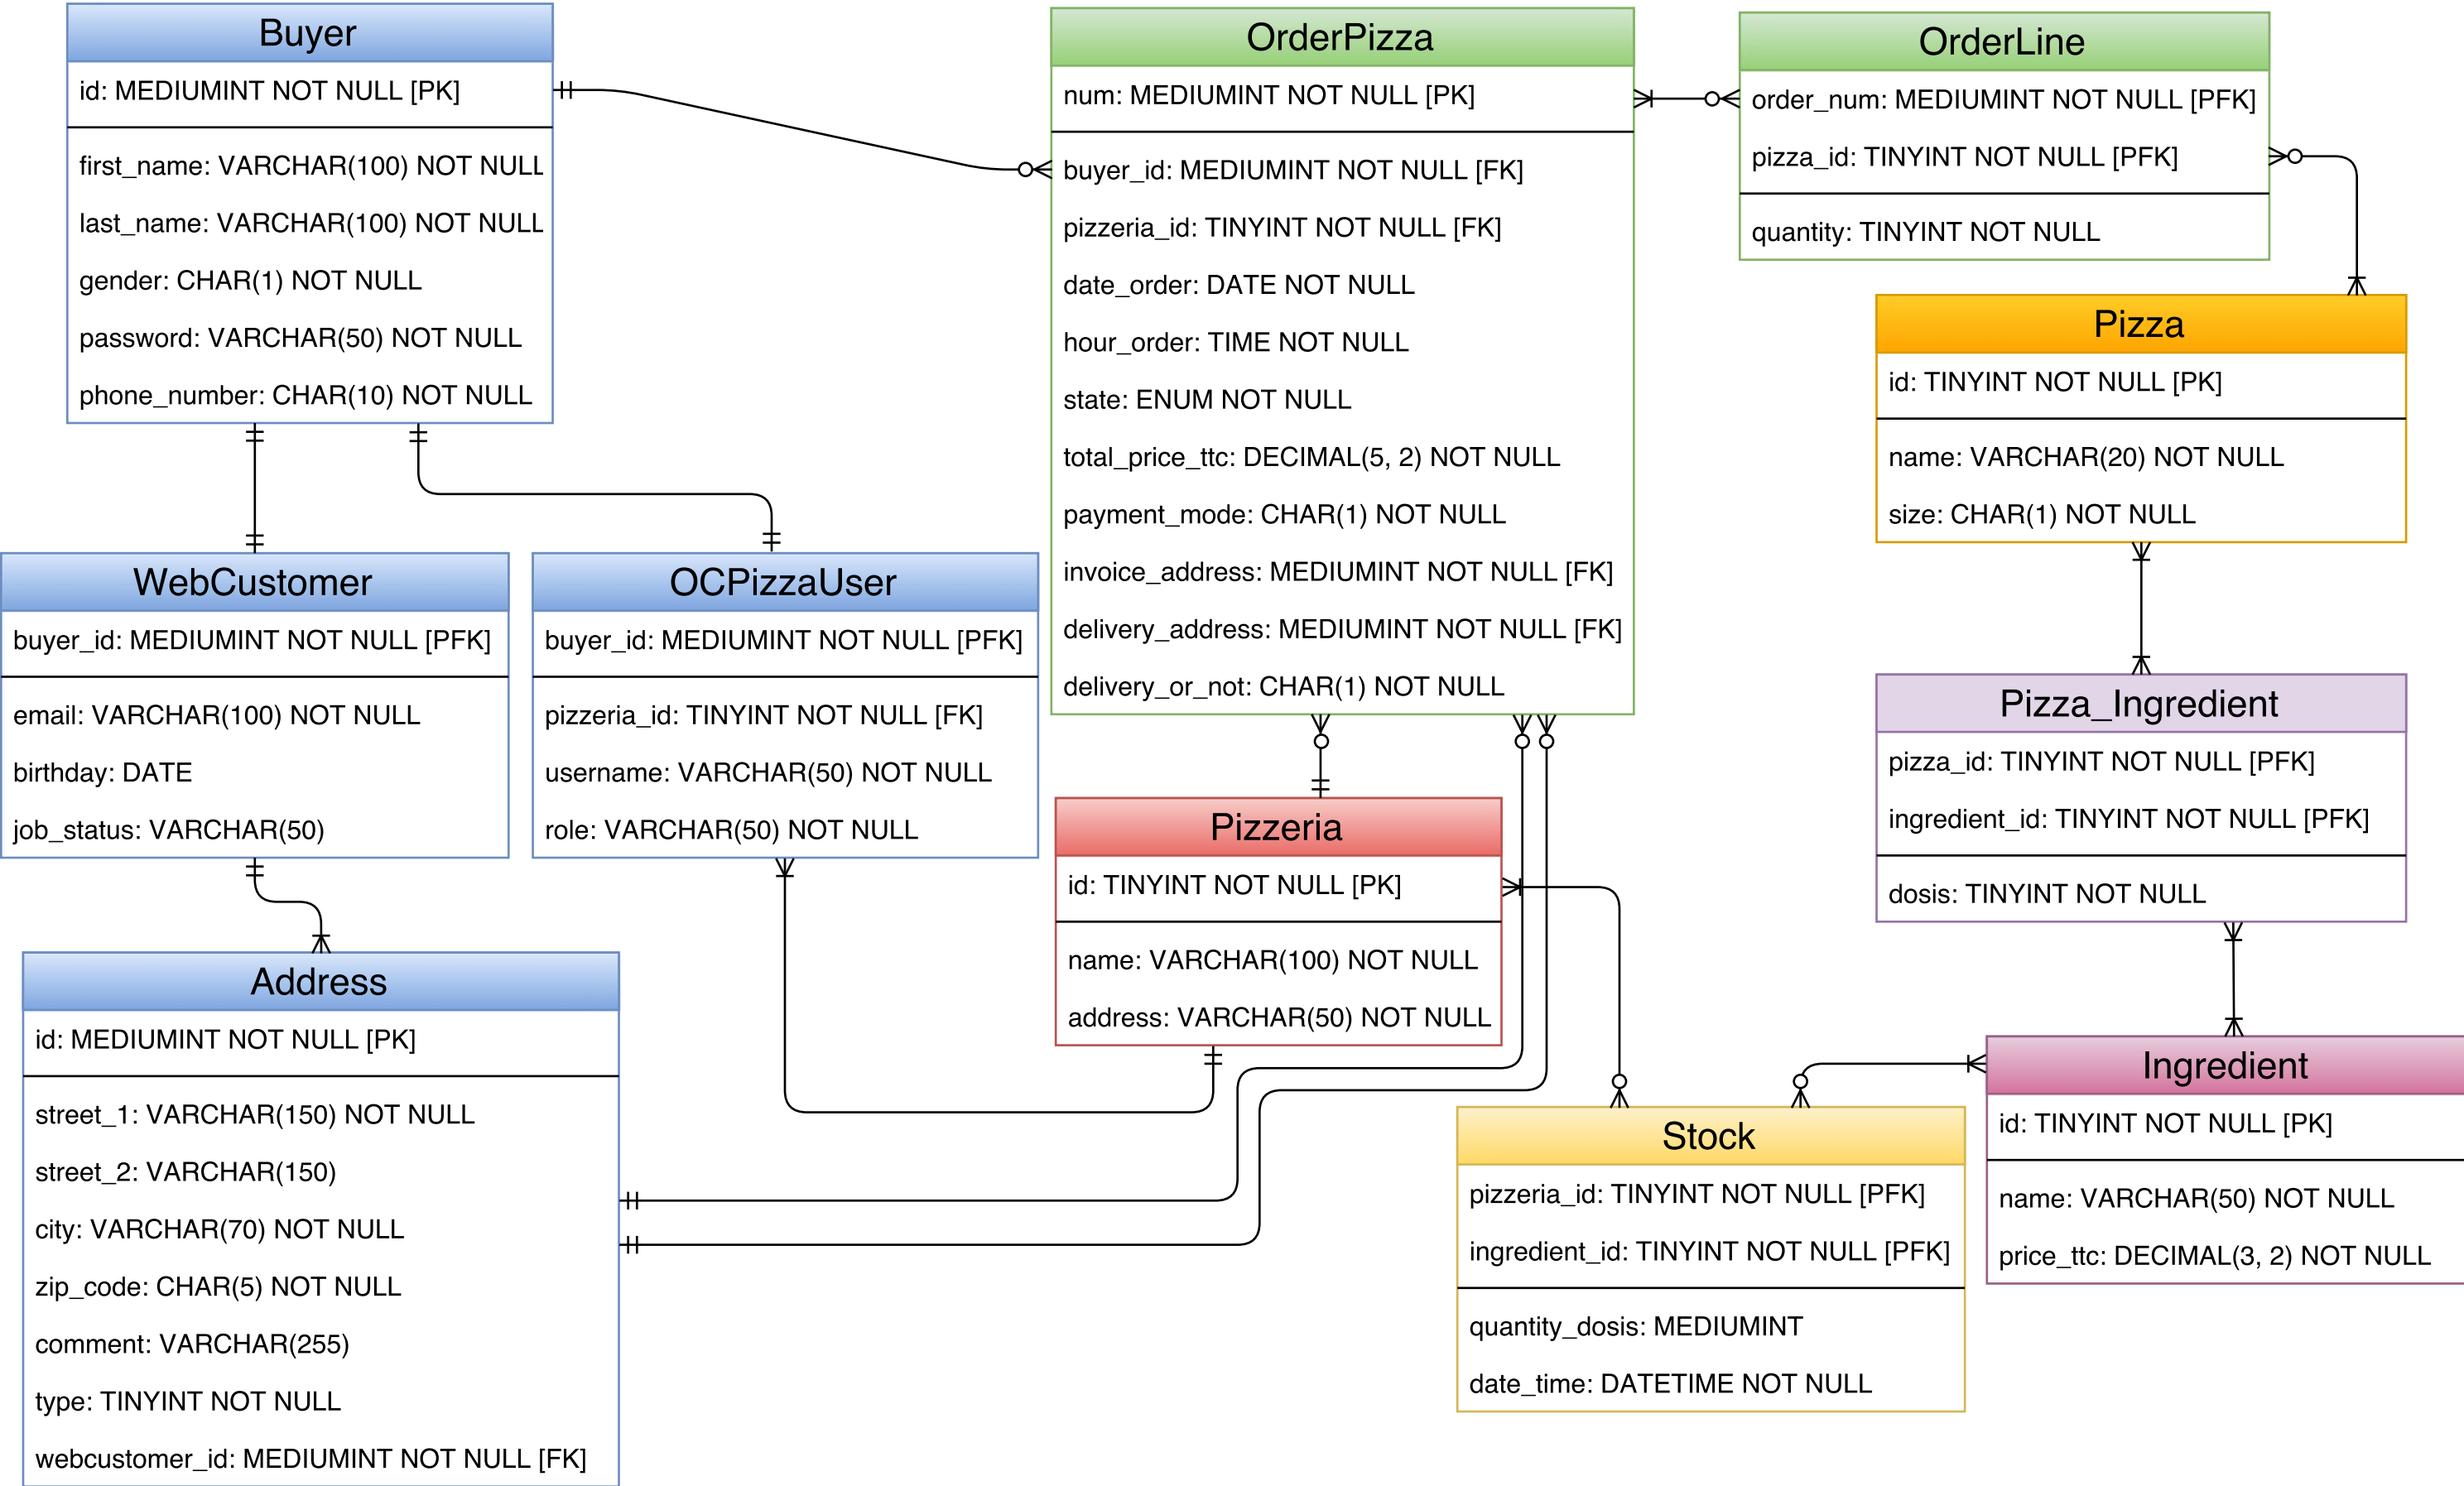 Buyer
id: MEDIUMINT NOT NULL [PK]
first_name: VARCHAR(100) NOT NULL
last_name: VARCHAR(100) NOT NULL
gender: CHAR(1) NOT NULL
password: VARCHAR(50) NOT NULL
phone_number: CHAR(10) NOT NULL
OrderPizza
num: MEDIUMINT NOT NULL [PK]
buyer_id: MEDIUMINT NOT NULL [FK]
pizzeria_id: TINYINT NOT NULL [FK]
date_order: DATE NOT NULL
hour_order: TIME NOT NULL
state: ENUM NOT NULL
total_price_ttc: DECIMAL(5, 2) NOT NULL
payment_mode: CHAR(1) NOT NULL
invoice_address: MEDIUMINT NOT NULL [FK]
delivery_address: MEDIUMINT NOT NULL [FK]
delivery_or_not: CHAR(1) NOT NULL
OrderLine
order_num: MEDIUMINT NOT NULL [PFK]
pizza_id: TINYINT NOT NULL [PFK]
quantity: TINYINT NOT NULL
Pizza
id: TINYINT NOT NULL [PK]
name: VARCHAR(20) NOT NULL
size: CHAR(1) NOT NULL
WebCustomer
buyer_id: MEDIUMINT NOT NULL [PFK]
email: VARCHAR(100) NOT NULL
birthday: DATE
job_status: VARCHAR(50)
OCPizzaUser
buyer_id: MEDIUMINT NOT NULL [PFK]
pizzeria_id: TINYINT NOT NULL [FK]
username: VARCHAR(50) NOT NULL
role: VARCHAR(50) NOT NULL
Pizza_Ingredient
pizza_id: TINYINT NOT NULL [PFK]
ingredient_id: TINYINT NOT NULL [PFK]
dosis: TINYINT NOT NULL
Pizzeria
id: TINYINT NOT NULL [PK]
name: VARCHAR(100) NOT NULL
address: VARCHAR(50) NOT NULL
Address
id: MEDIUMINT NOT NULL [PK]
street_1: VARCHAR(150) NOT NULL
street_2: VARCHAR(150)
city: VARCHAR(70) NOT NULL
zip_code: CHAR(5) NOT NULL
comment: VARCHAR(255)
type: TINYINT NOT NULL
webcustomer_id: MEDIUMINT NOT NULL [FK]
Stock
pizzeria_id: TINYINT NOT NULL [PFK]
ingredient_id: TINYINT NOT NULL [PFK]
quantity_dosis: MEDIUMINT
date_time: DATETIME NOT NULL
Ingredient
id: TINYINT NOT NULL [PK]
name: VARCHAR(50) NOT NULL
price_ttc: DECIMAL(3, 2) NOT NULL